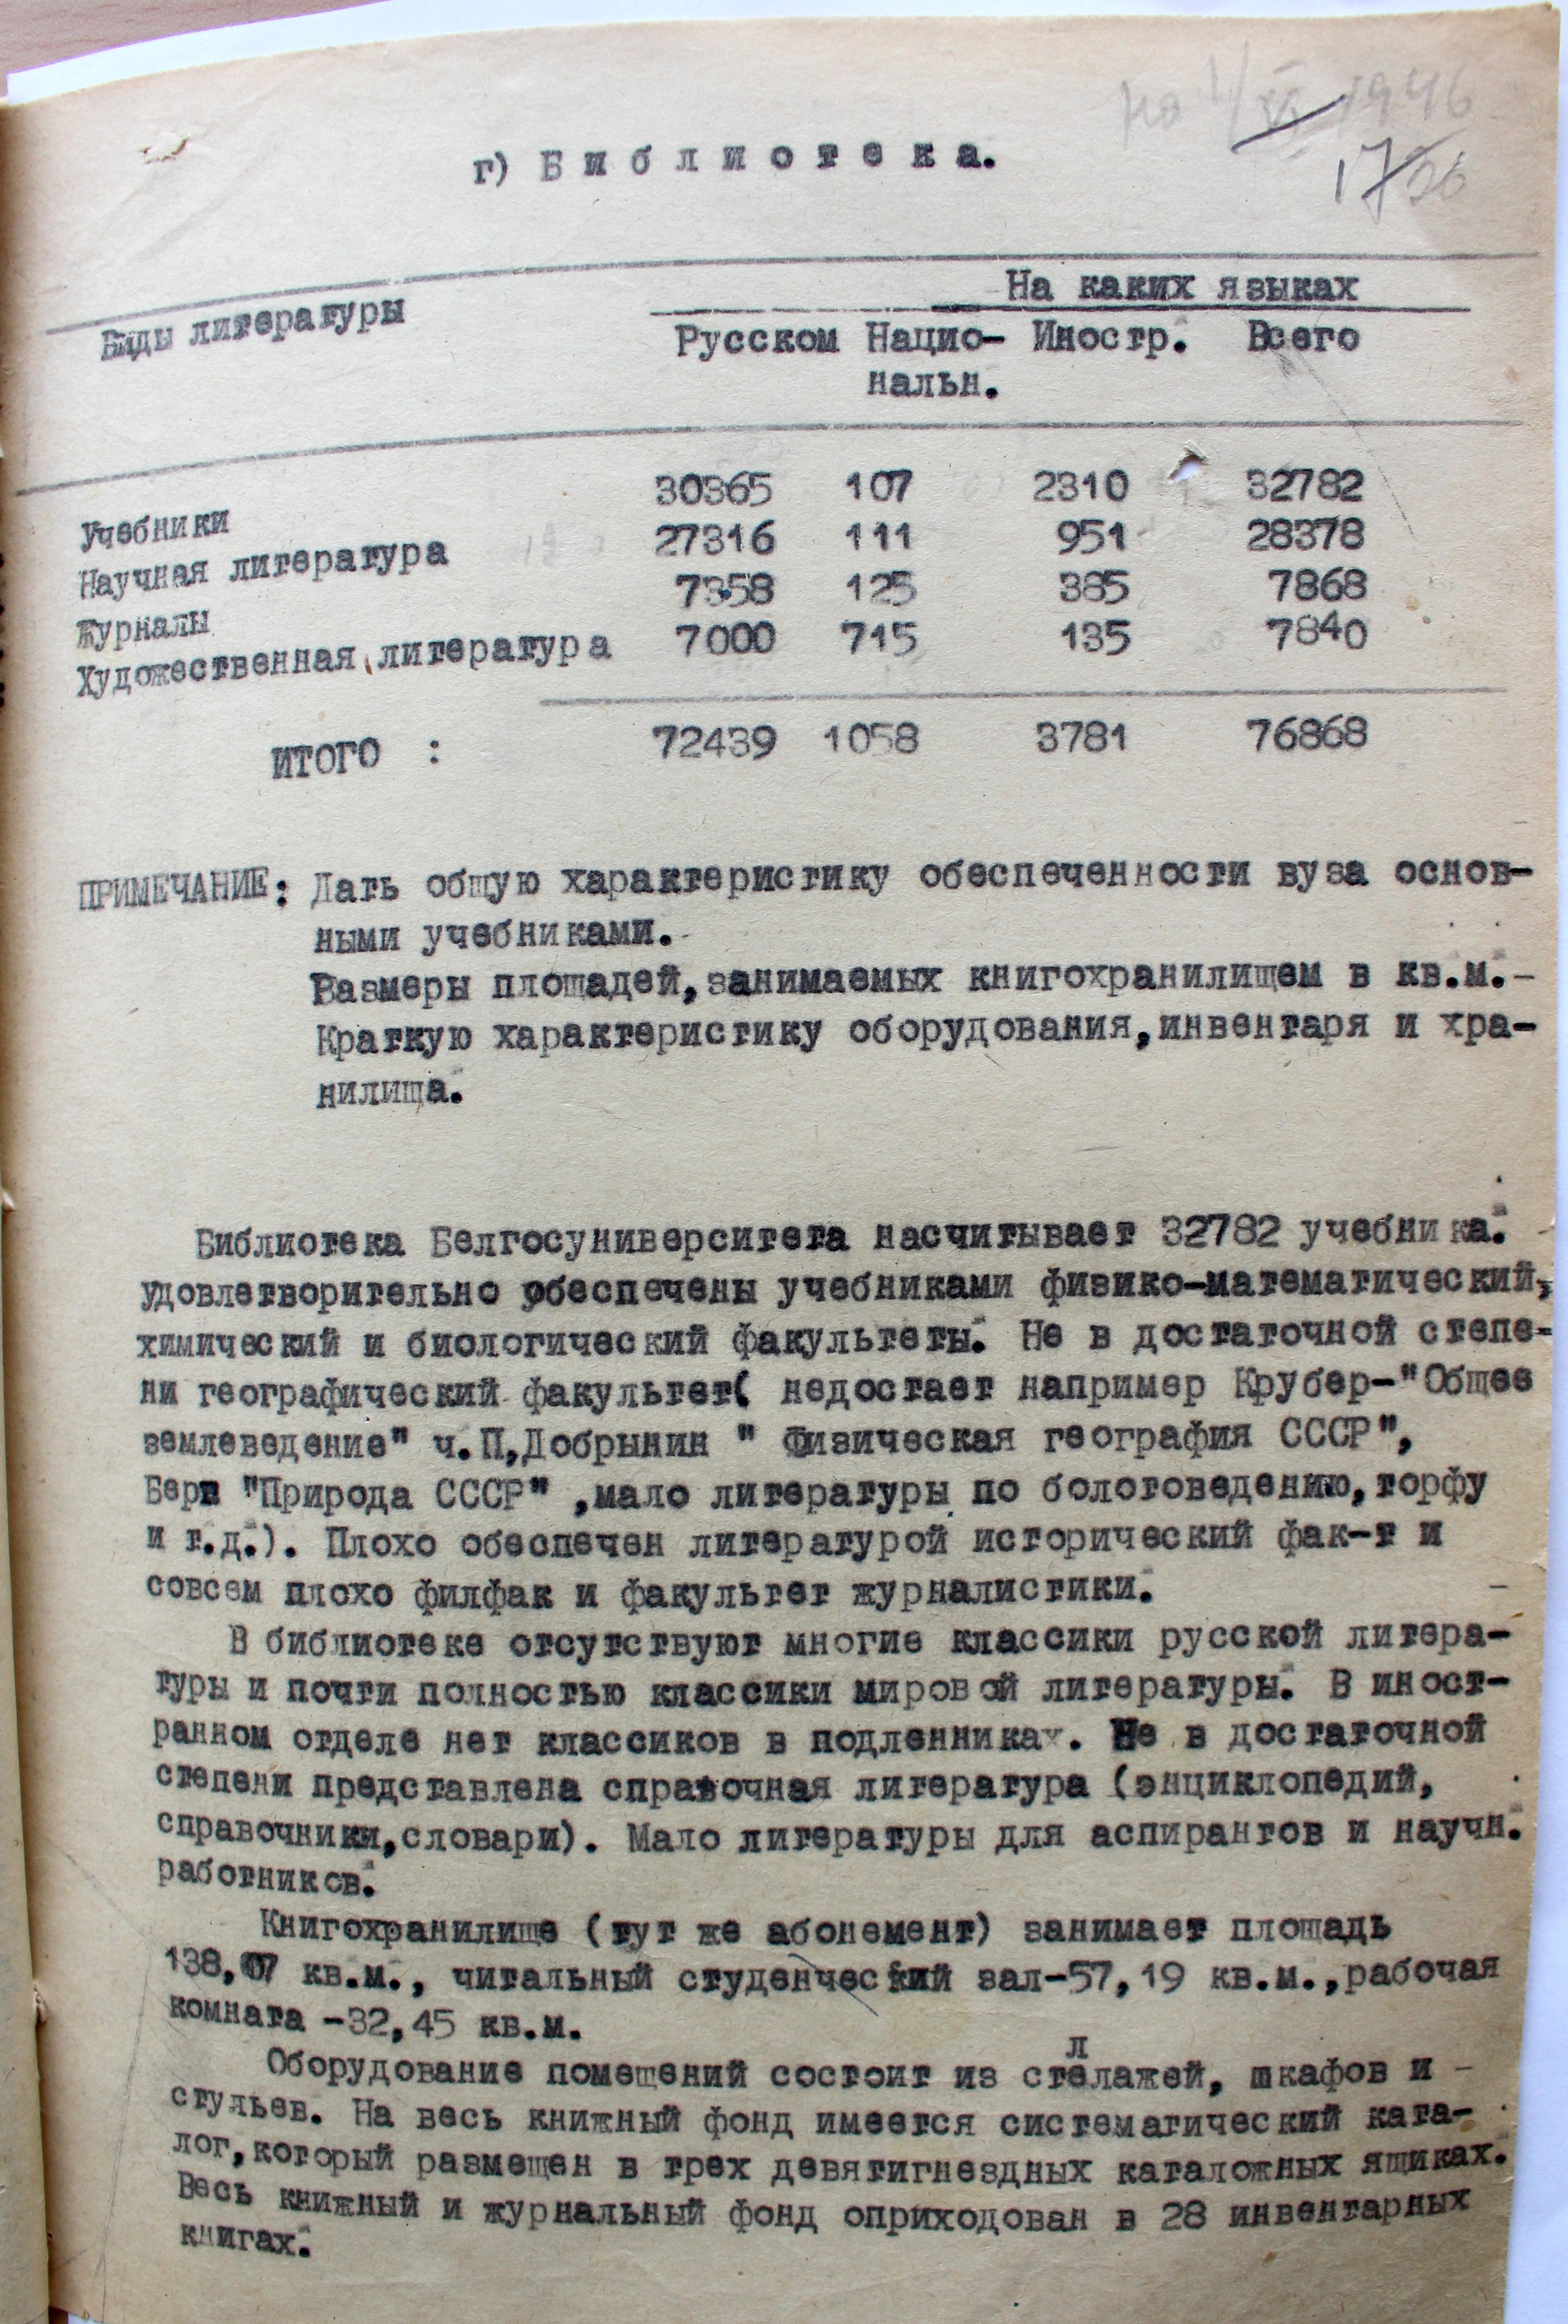 на 1/VI 1946
17 26
г) Библиотека.
На каких языках
Виды литературы
Русском Нацио- Иностр. Всего
нальн.
Учебники 30365 107 2310 32782
Научная литература 27316 111 951 28378
Журналы 7358 125 385 7868
Художественная литература 7000 715 135 7840
ИТОГО : 72439 1058 3781 76868
ПРИМЕЧАНИЕ: Дать общую характеристику обеспеченности вуза основ-
ными учебниками.
Размеры площадей,занимаемых книгохранилищем в кв.м.-
Краткую характеристику оборудования,инвентаря и хра-
нилища.
Библиотека Белгосуниверситета насчитывает 32782 учебника.
удовлетворительно обеспечены учебниками физико-математический,
химический и биологический факультеты. Не в достаточной степе-
ни географический факультет( недостает например Крубер-"Общее
землеведение" ч.П,Добрынин " Физическая география СССР",
Берг "Природа СССР" ,мало литературы по болотоведению,торфу
и т.д.). Плохо обеспечен литературой исторический фак-т и
совсем плохо филфак и факультет журналистики.
В библиотеке отсутствуют многие классики русской литера-
туры и почти полностью классики мировой литературы. В иност-
ранном отделе нет классиков в подленниках. Не в достаточной
степени представлена справочная литература (энциклопедий,
справочники,словари). Мало литературы для аспирантов и научн.
работников.
Книгохранилище (тут же абонемент) занимает площадь
138,07 кв.м., читальный студенческий зал-57,19 кв.м.,рабочая
комната -32,45 кв.м.
Оборудование помещений состоит из стеллажей, шкафов и -
стульев. На весь книжный фонд имеется систематический ката-
лог,который размещен в трех девятигнездных каталожных ящиках.
Весь книжный и журнальный фонд оприходован в 28 инвентарных
книгах.